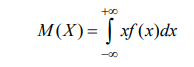 M(X) = ∫_{-∞}^{+∞} xf(x)dx